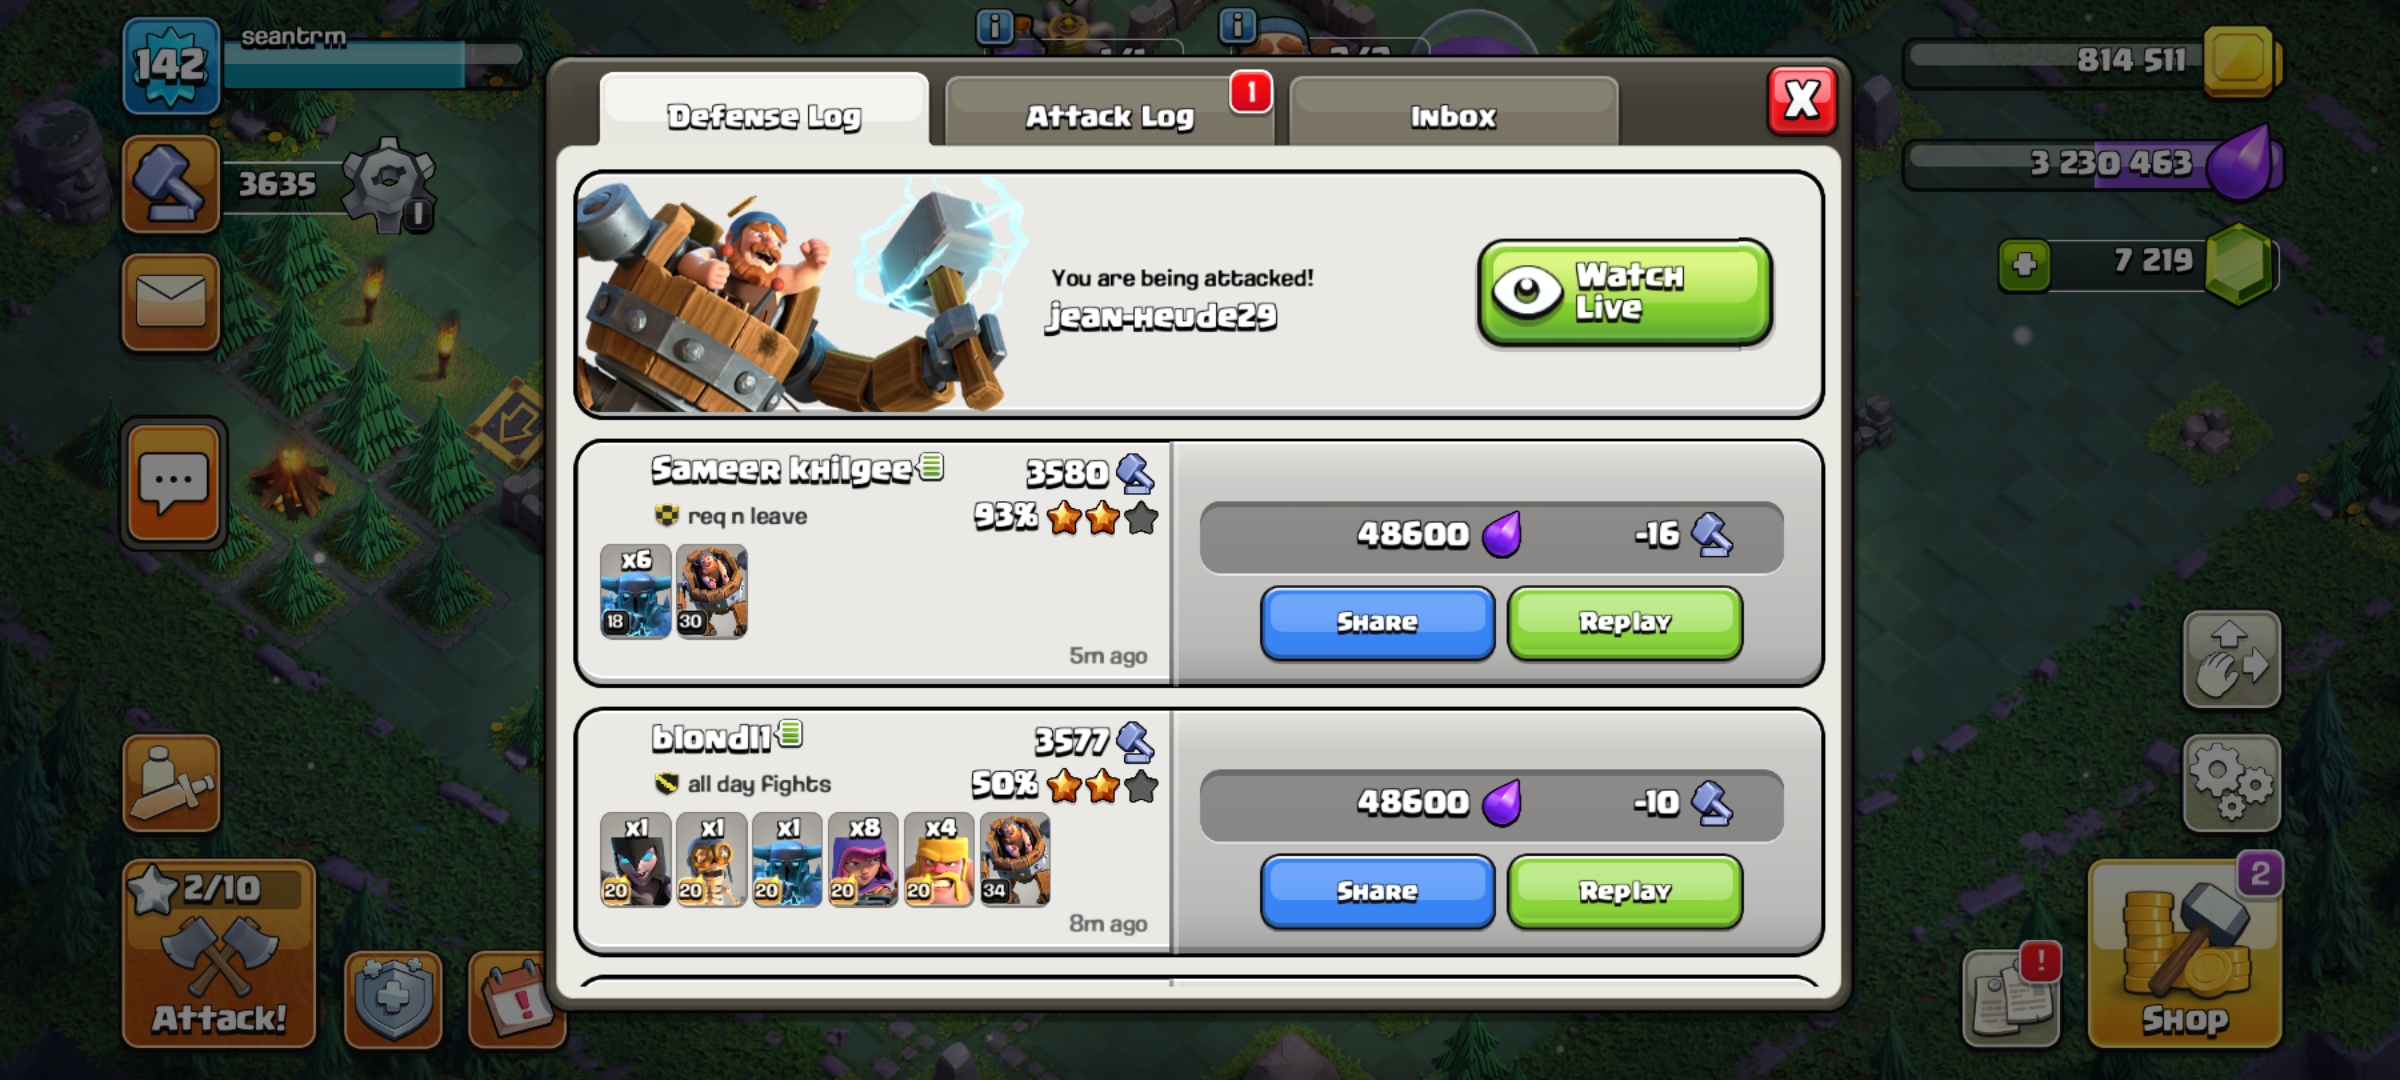 142
seantrm
3635
I
814 511
3 230 463
7 219
Defense Log
Attack Log
1
Inbox
X
You are being attacked!
jean-heude29
Watch
Live
Sameer khilgee
3580
req n leave
93%
x6
18
30
5m ago
48600
-16
Share
Replay
blondl1
3577
all day fights
50%
x1
x1
x1
x8
x4
20
20
20
20
20
34
8m ago
48600
-10
Share
Replay
2/10
Attack!
!
2
Shop